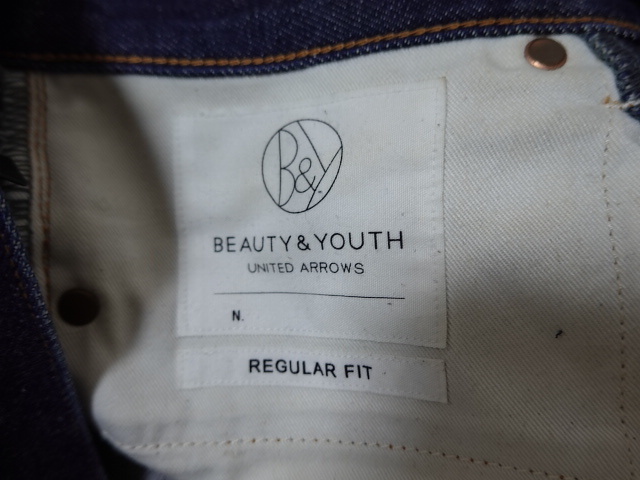 B&Y
BEAUTY & YOUTH
UNITED ARROWS
N.
REGULAR FIT